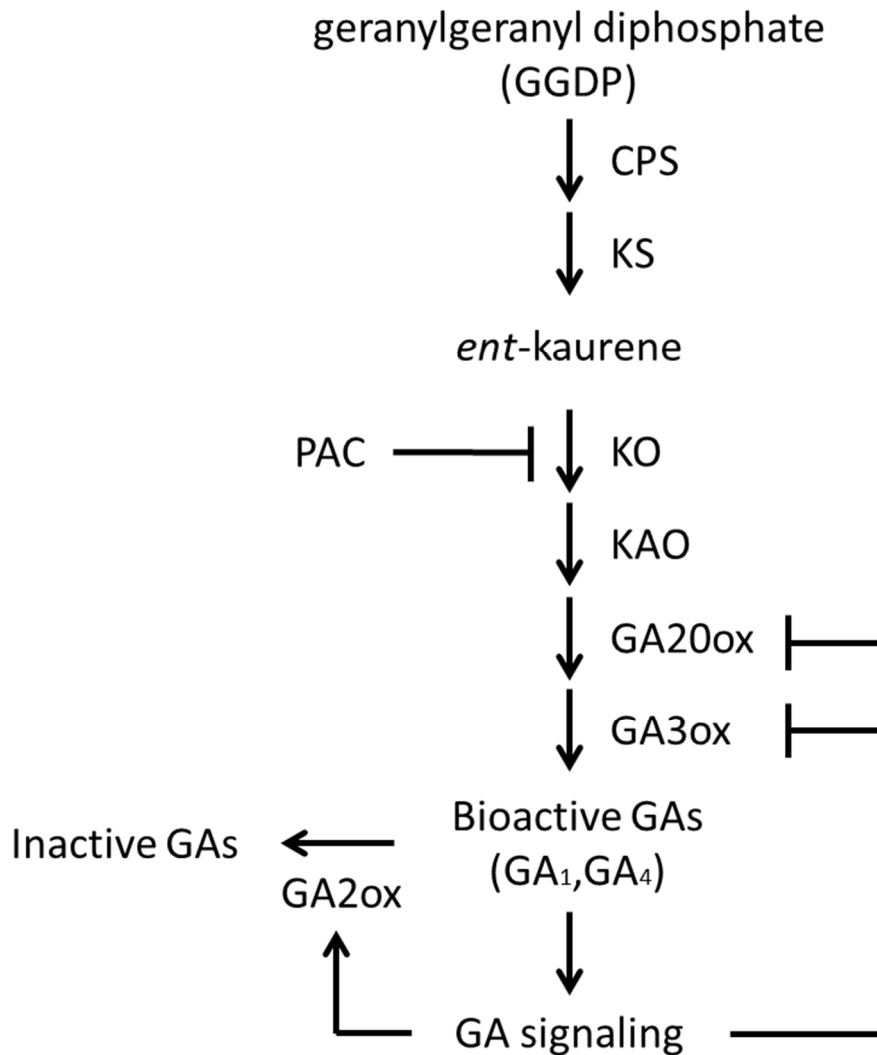 geranylgeranyl diphosphate
(GGDP)
CPS
KS
ent-kaurene
PAC
KO
KAO
GA20ox
GA3ox
Bioactive GAs
(GA₁,GA₄)
Inactive GAs
GA2ox
GA signaling